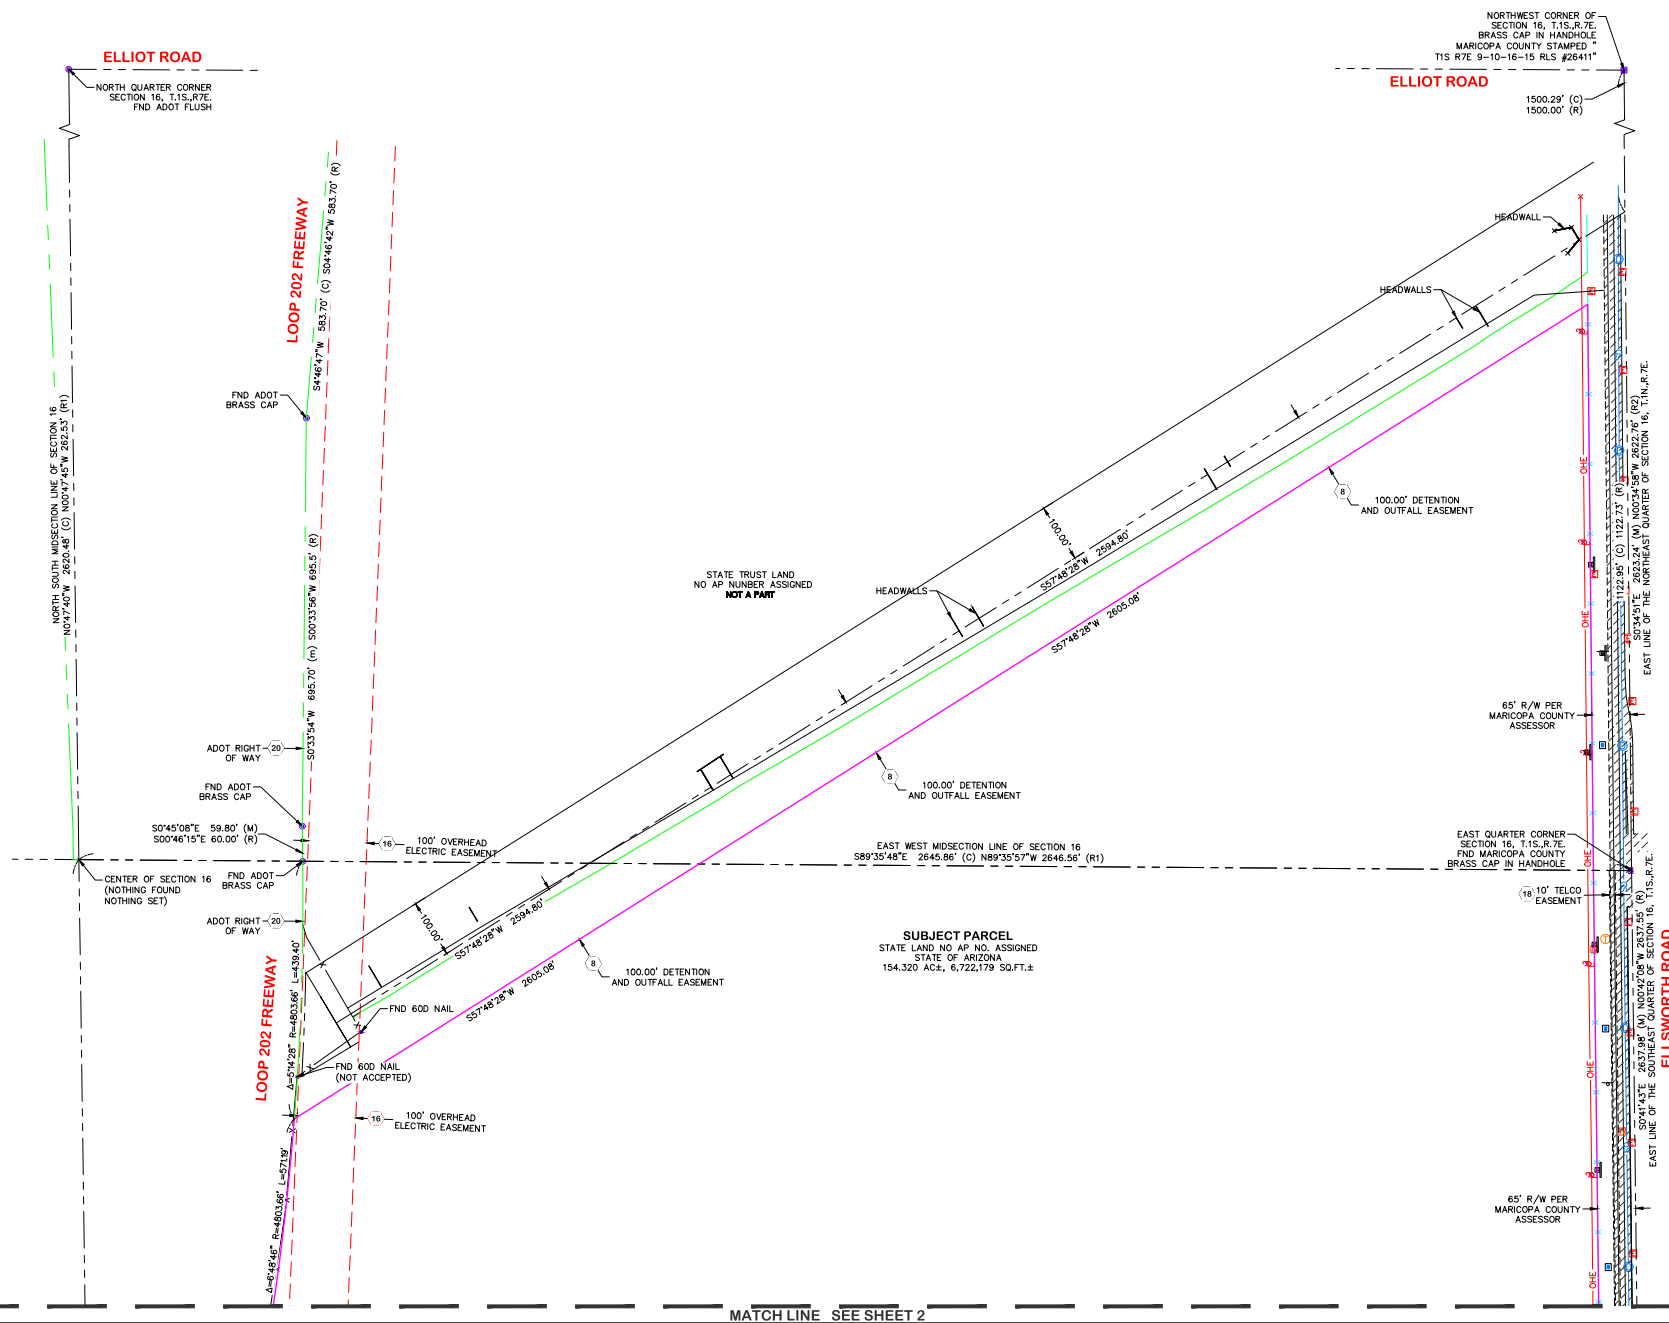 ELLIOT ROAD
NORTH QUARTER CORNER
SECTION 16, T.1S.,R7E.
FND ADOT FLUSH
NORTHWEST CORNER OF
SECTION 16, T.1S.,R.7E.
BRASS CAP IN HANDHOLE
MARICOPA COUNTY STAMPED "
T1S R7E 9-10-16-15 RLS #26411"
ELLIOT ROAD
1500.29' (C)
1500.00' (R)
LOOP 202 FREEWAY
S4°46'47"W 583.70' (C) S04°46'42"W 583.70' (R)
HEADWALL
HEADWALLS
FND ADOT
BRASS CAP
NORTH SOUTH MIDSECTION LINE OF SECTION 16
N0°47'40"W 2620.48' (C) N00°47'45"W 262.53' (R1)
S0°33'54"W 695.70' (m) S00°33'56"W 695.5' (R)
8
100.00' DETENTION
AND OUTFALL EASEMENT
100.00'
S57°48'28"W 2594.80'
STATE TRUST LAND
NO AP NUNBER ASSIGNED
NOT A PART
HEADWALLS
S57°48'28"W 2605.08'
OHE
OHE
1122.95' (C) 1122.73' (R)
S0°34'51"E 2623.24' (M) N00°34'58"W 2622.76' (R2)
EAST LINE OF THE NORTHEAST QUARTER OF SECTION 16, T.1N.,R.7E.
65' R/W PER
MARICOPA COUNTY
ASSESSOR
ADOT RIGHT
OF WAY
20
FND ADOT
BRASS CAP
8
100.00' DETENTION
AND OUTFALL EASEMENT
S0°45'08"E 59.80' (M)
S00°46'15"E 60.00' (R)
16
100' OVERHEAD
ELECTRIC EASEMENT
EAST WEST MIDSECTION LINE OF SECTION 16
S89°35'48"E 2645.86' (C) N89°35'57"W 2646.56' (R1)
EAST QUARTER CORNER
SECTION 16, T.1S.,R.7E.
FND MARICOPA COUNTY
BRASS CAP IN HANDHOLE
OHE
CENTER OF SECTION 16
(NOTHING FOUND
NOTHING SET)
FND ADOT
BRASS CAP
18
10' TELCO
EASEMENT
ADOT RIGHT
OF WAY
20
100.00'
S57°48'28"W 2594.80'
SUBJECT PARCEL
STATE LAND NO AP NO. ASSIGNED
STATE OF ARIZONA
154.320 AC±, 6,722,179 SQ.FT.±
8
100.00' DETENTION
AND OUTFALL EASEMENT
S57°48'28"W 2605.08'
LOOP 202 FREEWAY
Δ=5°14'28" R=4803.66' L=439.40'
FND 60D NAIL
FND 60D NAIL
(NOT ACCEPTED)
16
100' OVERHEAD
ELECTRIC EASEMENT
OHE
S0°41'43"E 2637.98' (M) N00°42'08"W 2637.55' (R)
EAST LINE OF THE SOUTHEAST QUARTER OF SECTION 16, T.1S.,R.7E.
ELLSWORTH ROAD
Δ=6°48'46" R=4803.66' L=571.19'
65' R/W PER
MARICOPA COUNTY
ASSESSOR
OHE
MATCH LINE SEE SHEET 2